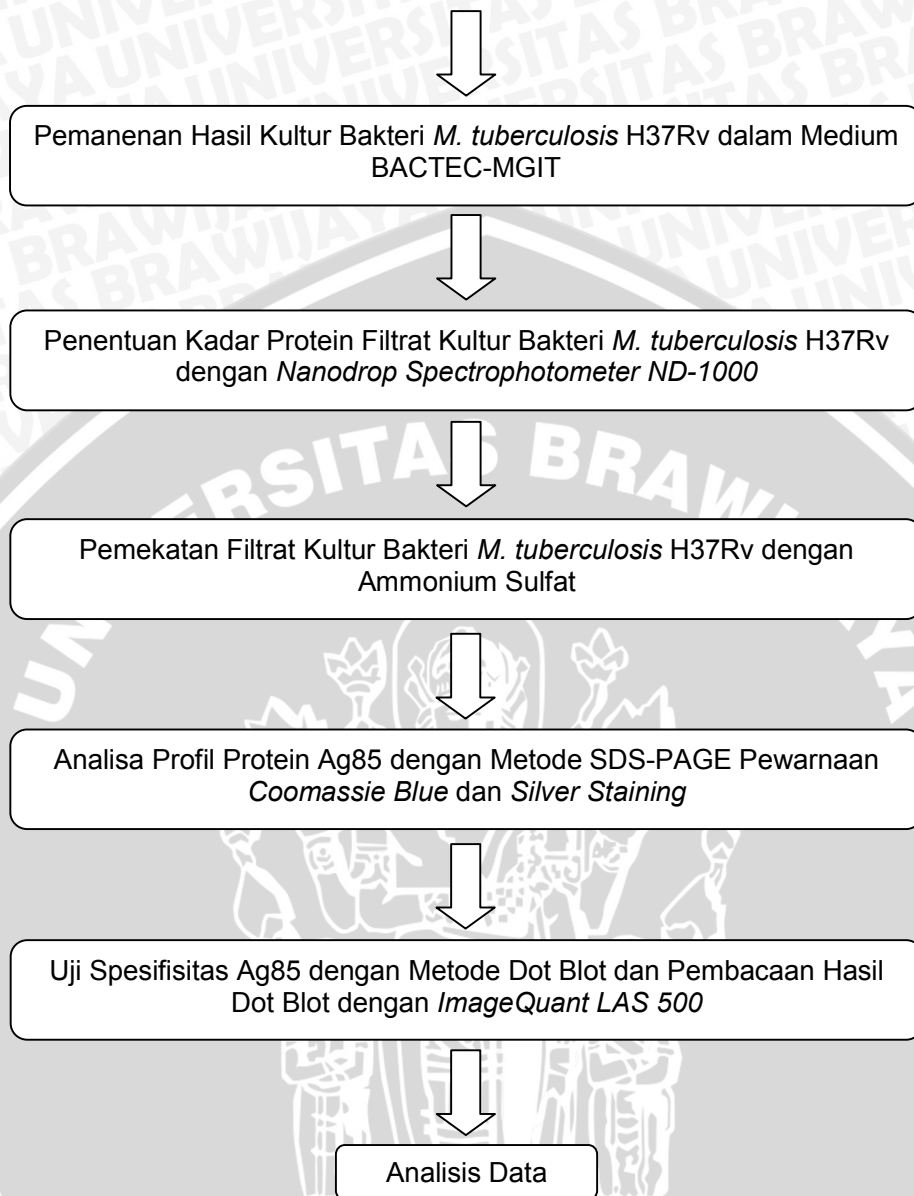 Pemanenan Hasil Kultur Bakteri M. tuberculosis H37Rv dalam Medium
BACTEC-MGIT
Penentuan Kadar Protein Filtrat Kultur Bakteri M. tuberculosis H37Rv
dengan Nanodrop Spectrophotometer ND-1000
Pemekatan Filtrat Kultur Bakteri M. tuberculosis H37Rv dengan
Ammonium Sulfat
Analisa Profil Protein Ag85 dengan Metode SDS-PAGE Pewarnaan
Coomassie Blue dan Silver Staining
Uji Spesifisitas Ag85 dengan Metode Dot Blot dan Pembacaan Hasil
Dot Blot dengan ImageQuant LAS 500
Analisis Data